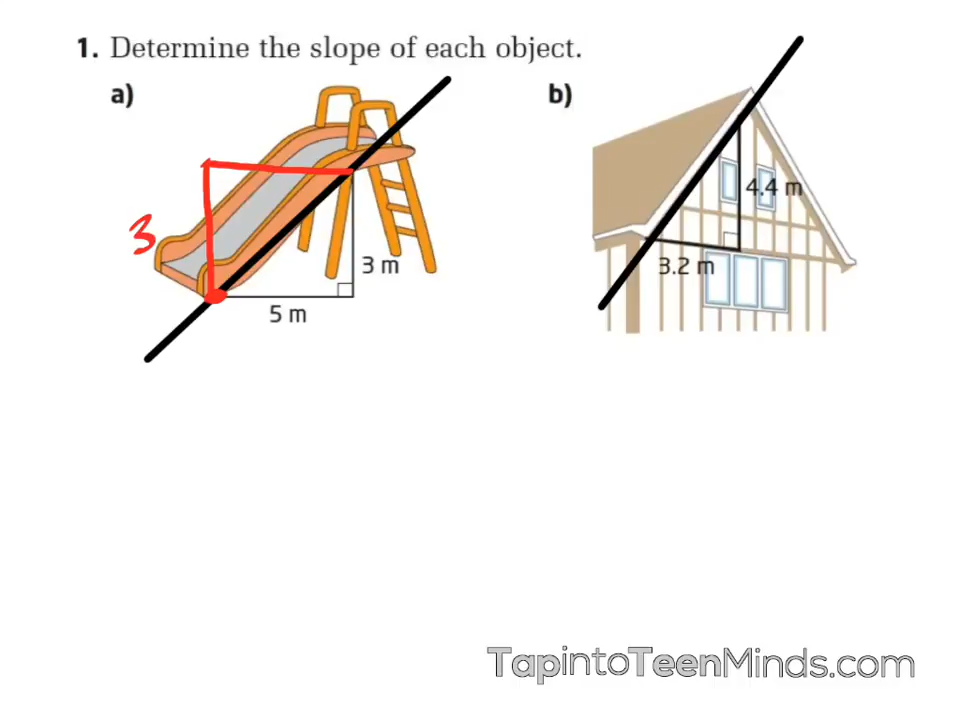 1. Determine the slope of each object.
a)
b)
3
3 m
5 m
4.4 m
3.2 m
TapintoTeenMinds.com